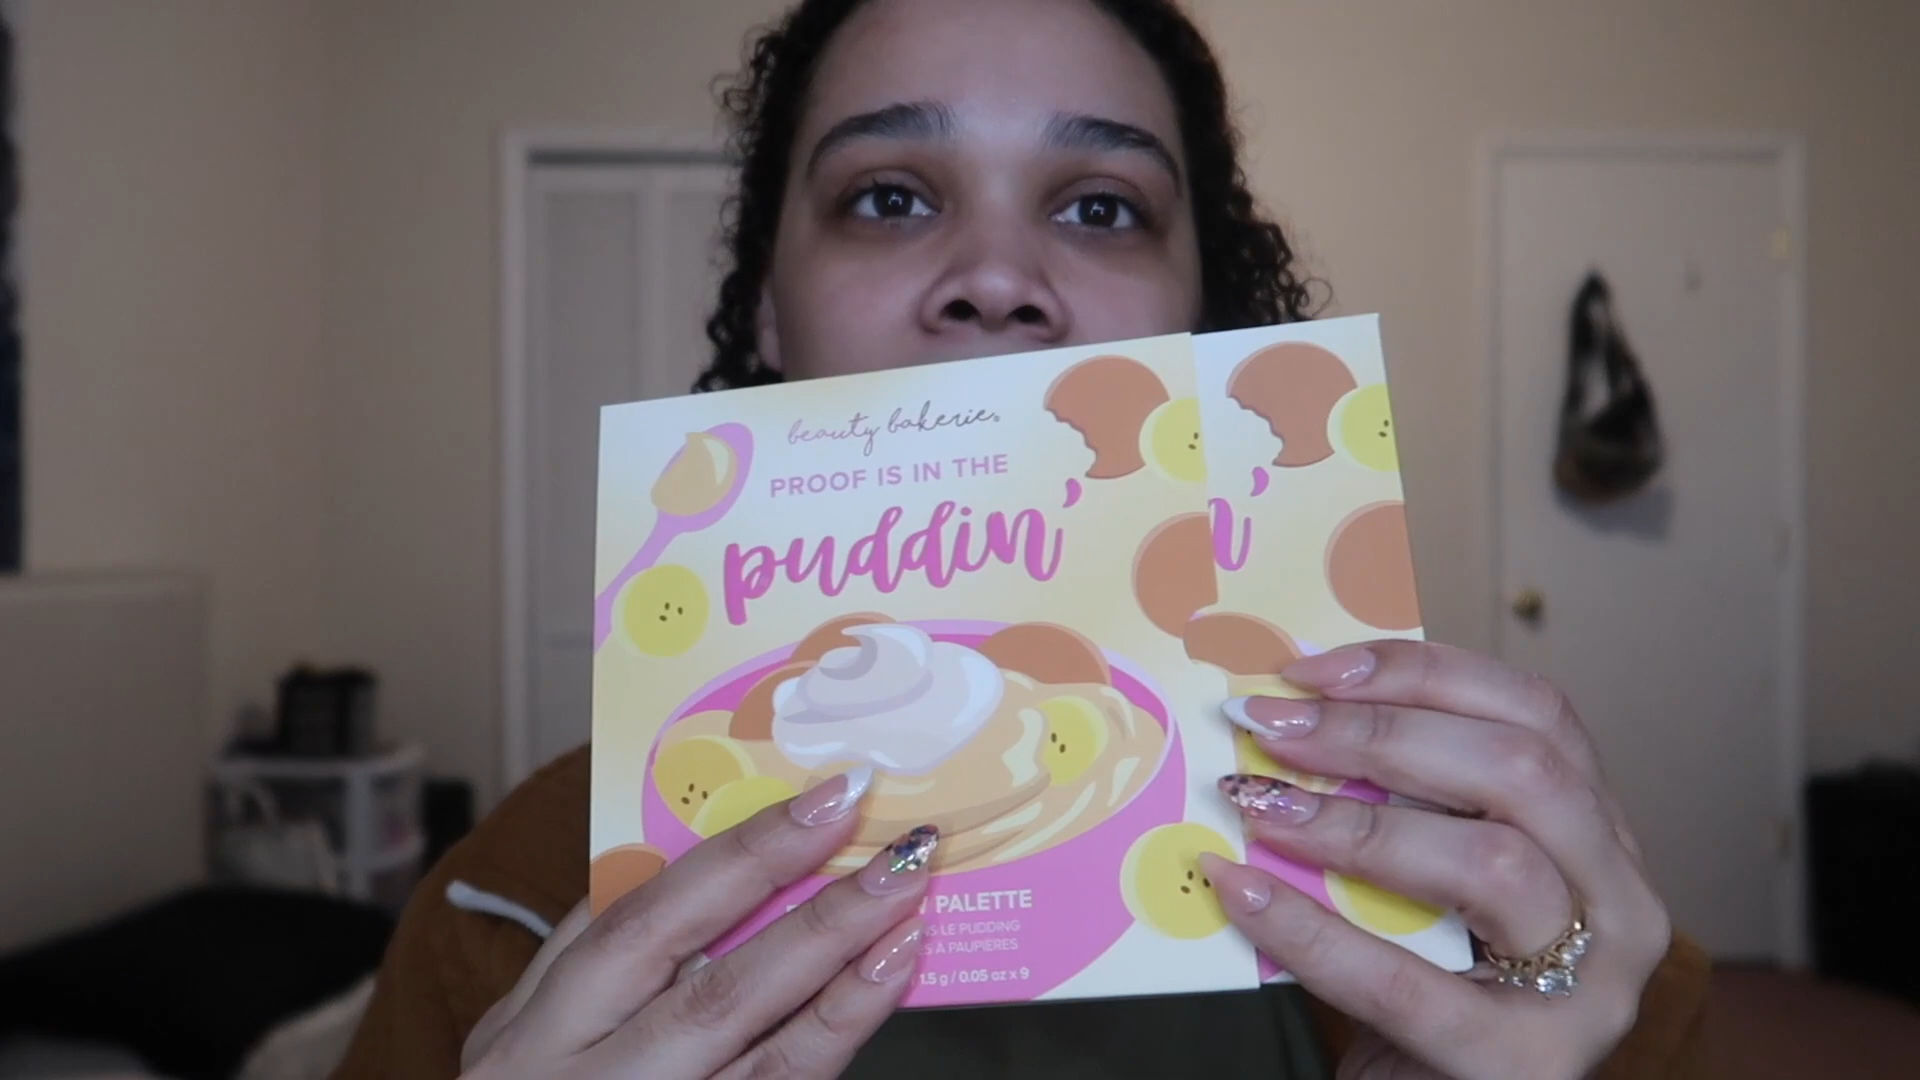 beauty bakerie®
PROOF IS IN THE
puddin'
n'
PALETTE
LE PUDDING
À PAUPIERES
1.5 g / 0.05 oz x 9